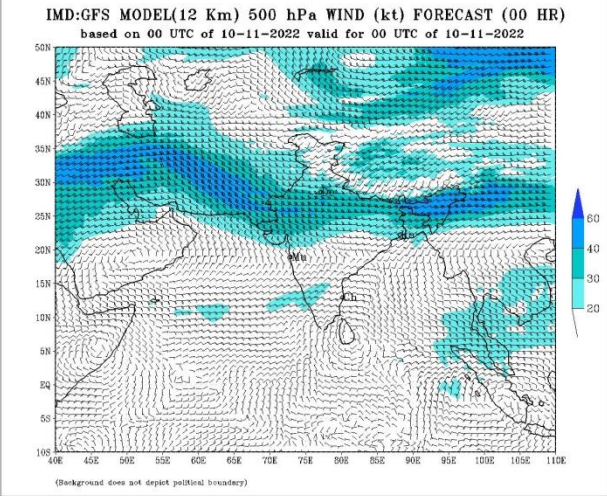 IMD:GFS MODEL(12 Km) 500 hPa WIND (kt) FORECAST (00 HR)
based on 00 UTC of 10-11-2022 valid for 00 UTC of 10-11-2022
50N
45N
40N
35N
30N
25N
20N
15N
10N
5N
EQ
5S
10S
40E 45E 50E 55E 60E 65E 70E 75E 80E 85E 90E 95E 100E 105E 110E
Mu
Ch
60
40
30
20
(Background does not depict political boundary)